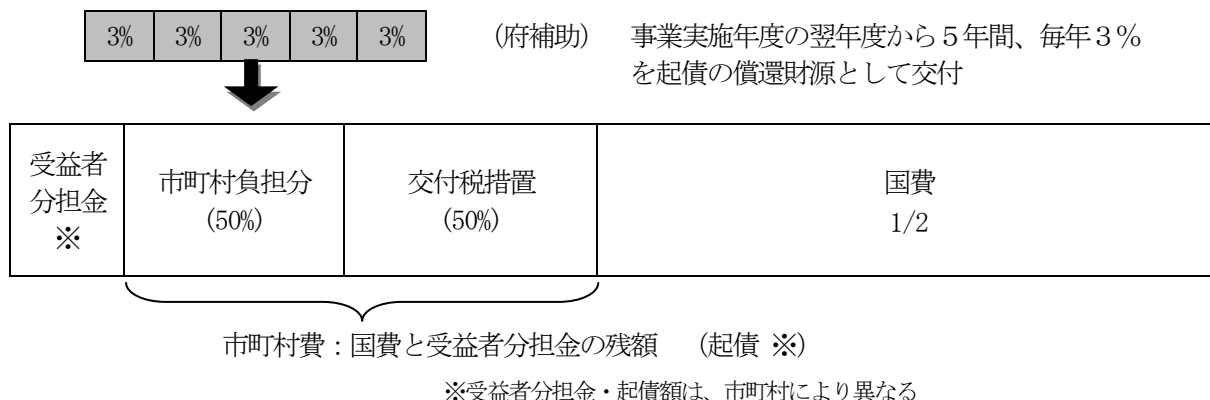 3% 3% 3% 3% 3% (府補助) 事業実施年度の翌年度から５年間、毎年３％
を起債の償還財源として交付
受益者
分担金
※
市町村負担分
(50%)
交付税措置
(50%)
国費
1/2
市町村費：国費と受益者分担金の残額 (起債 ※)
※受益者分担金・起債額は、市町村により異なる